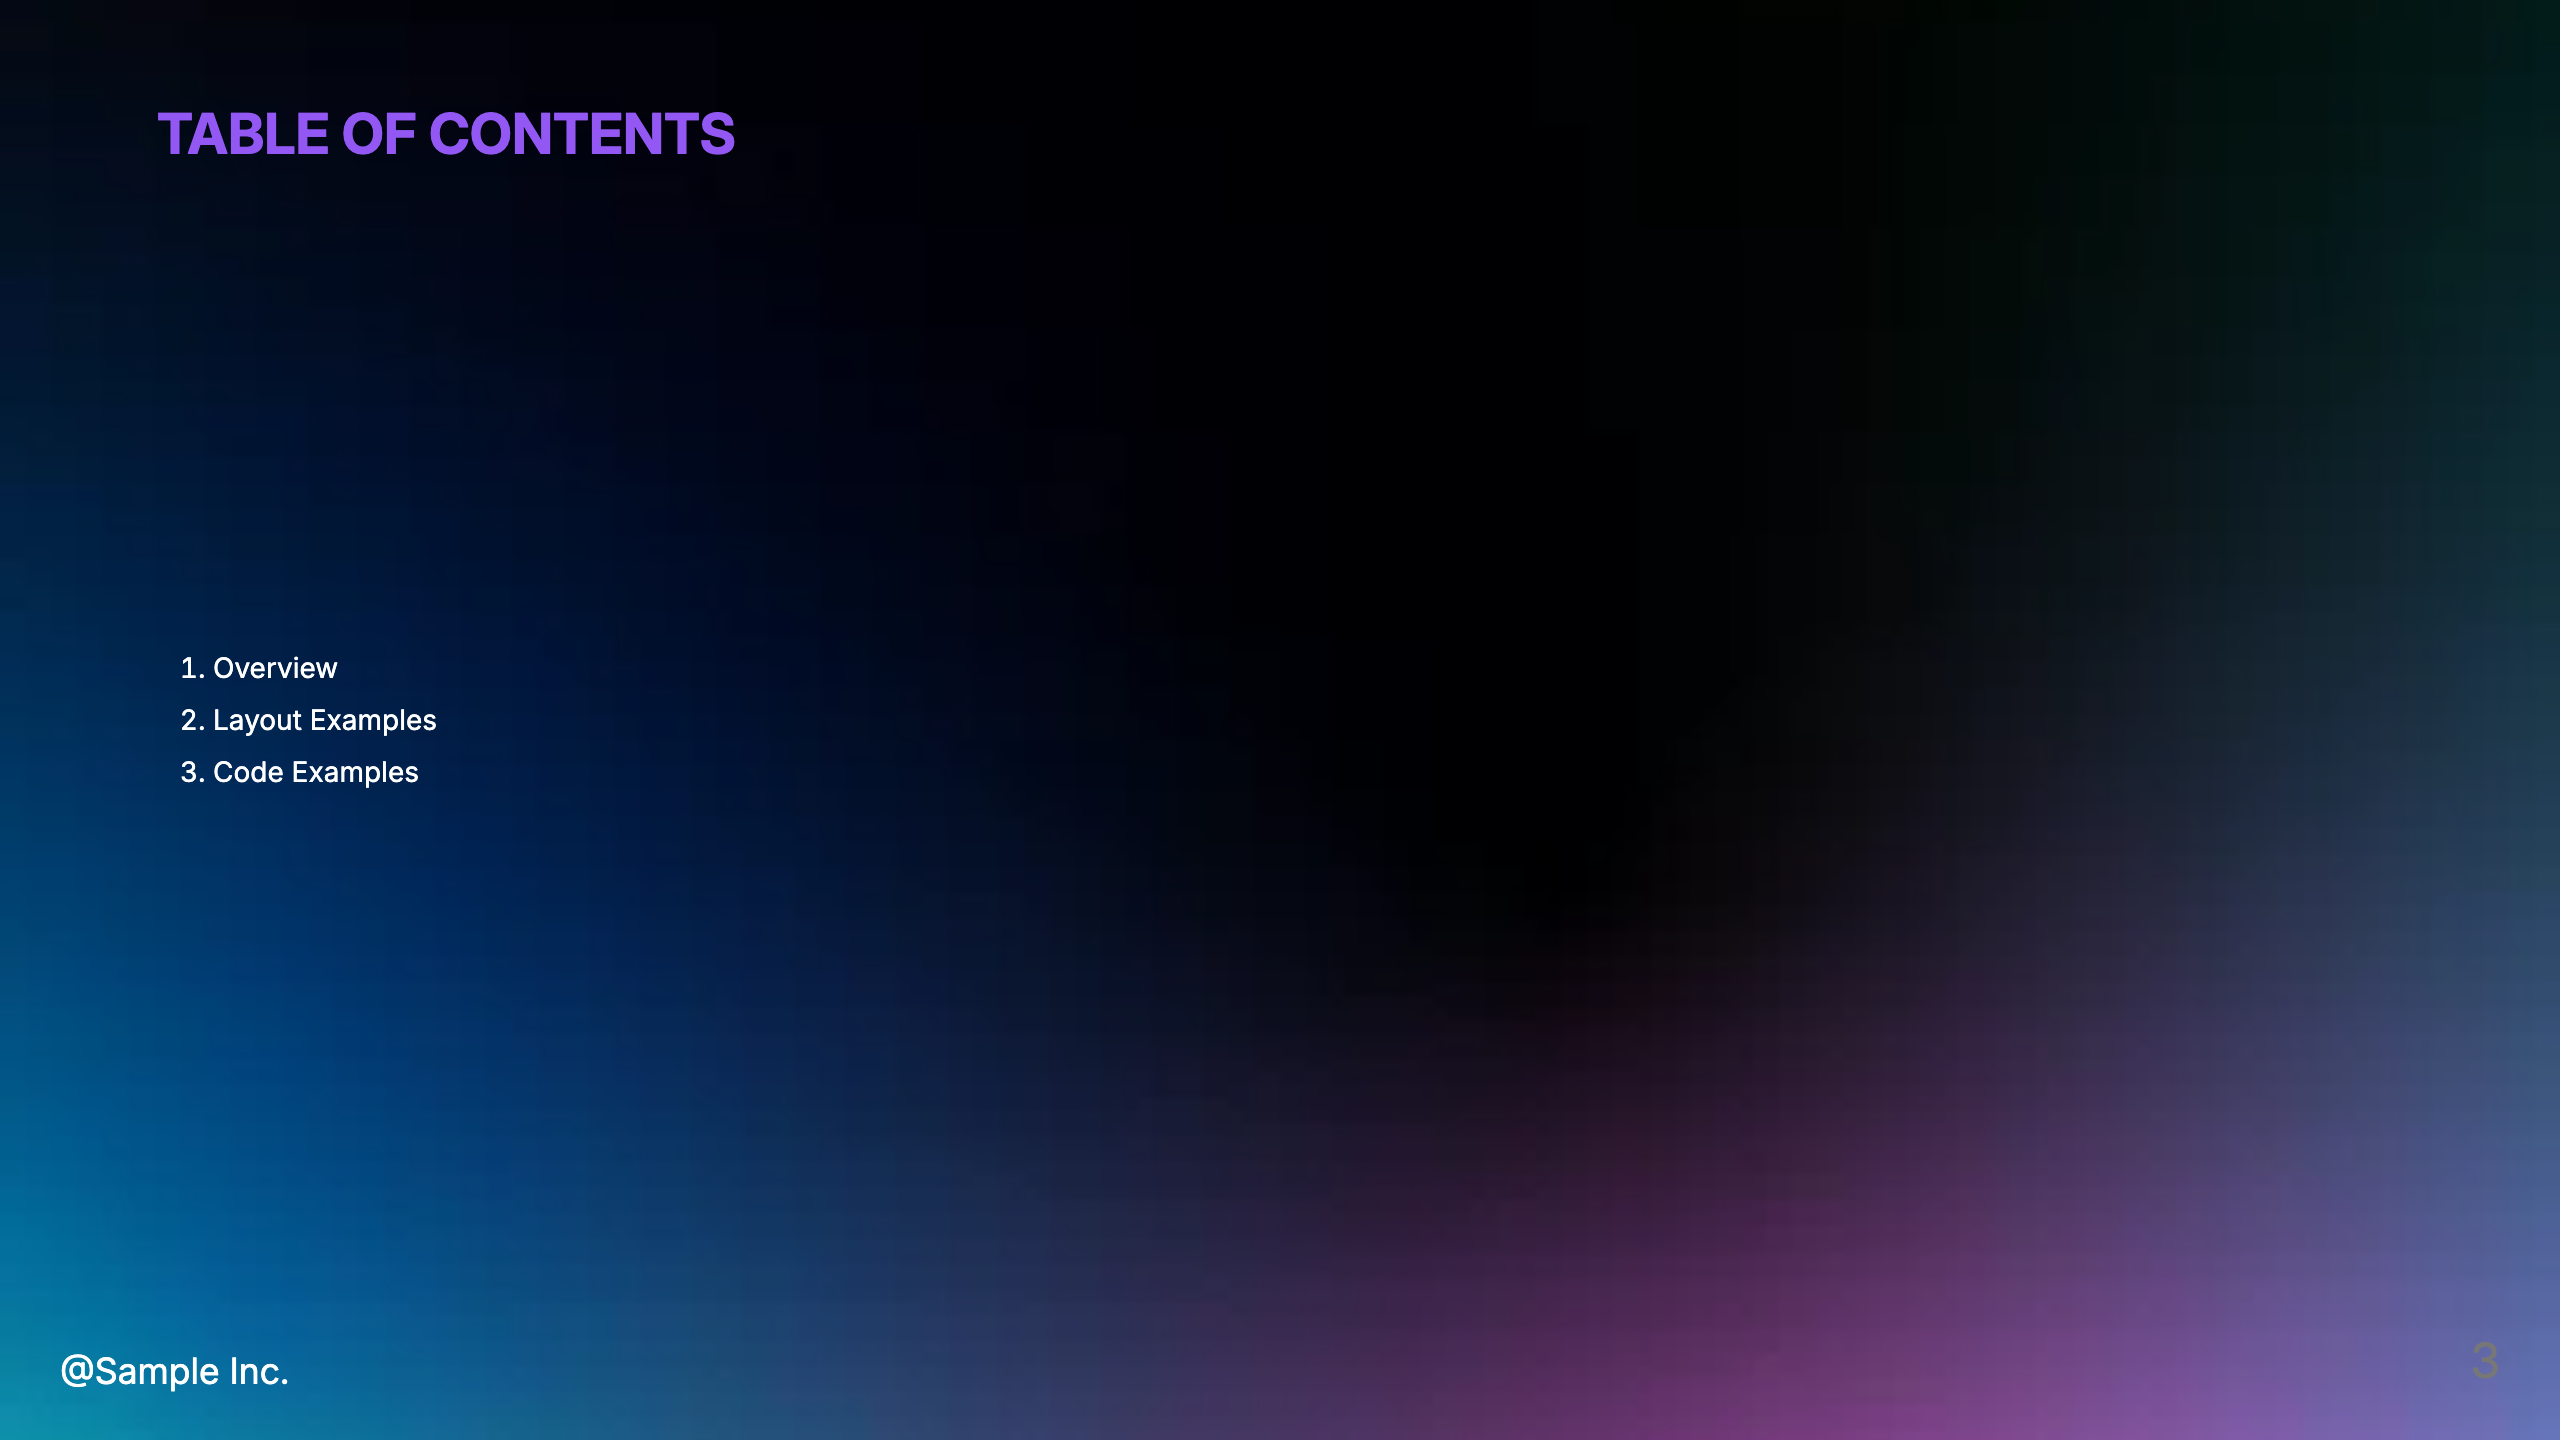 TABLE OF CONTENTS
1. Overview
2. Layout Examples
3. Code Examples
@Sample Inc.
3